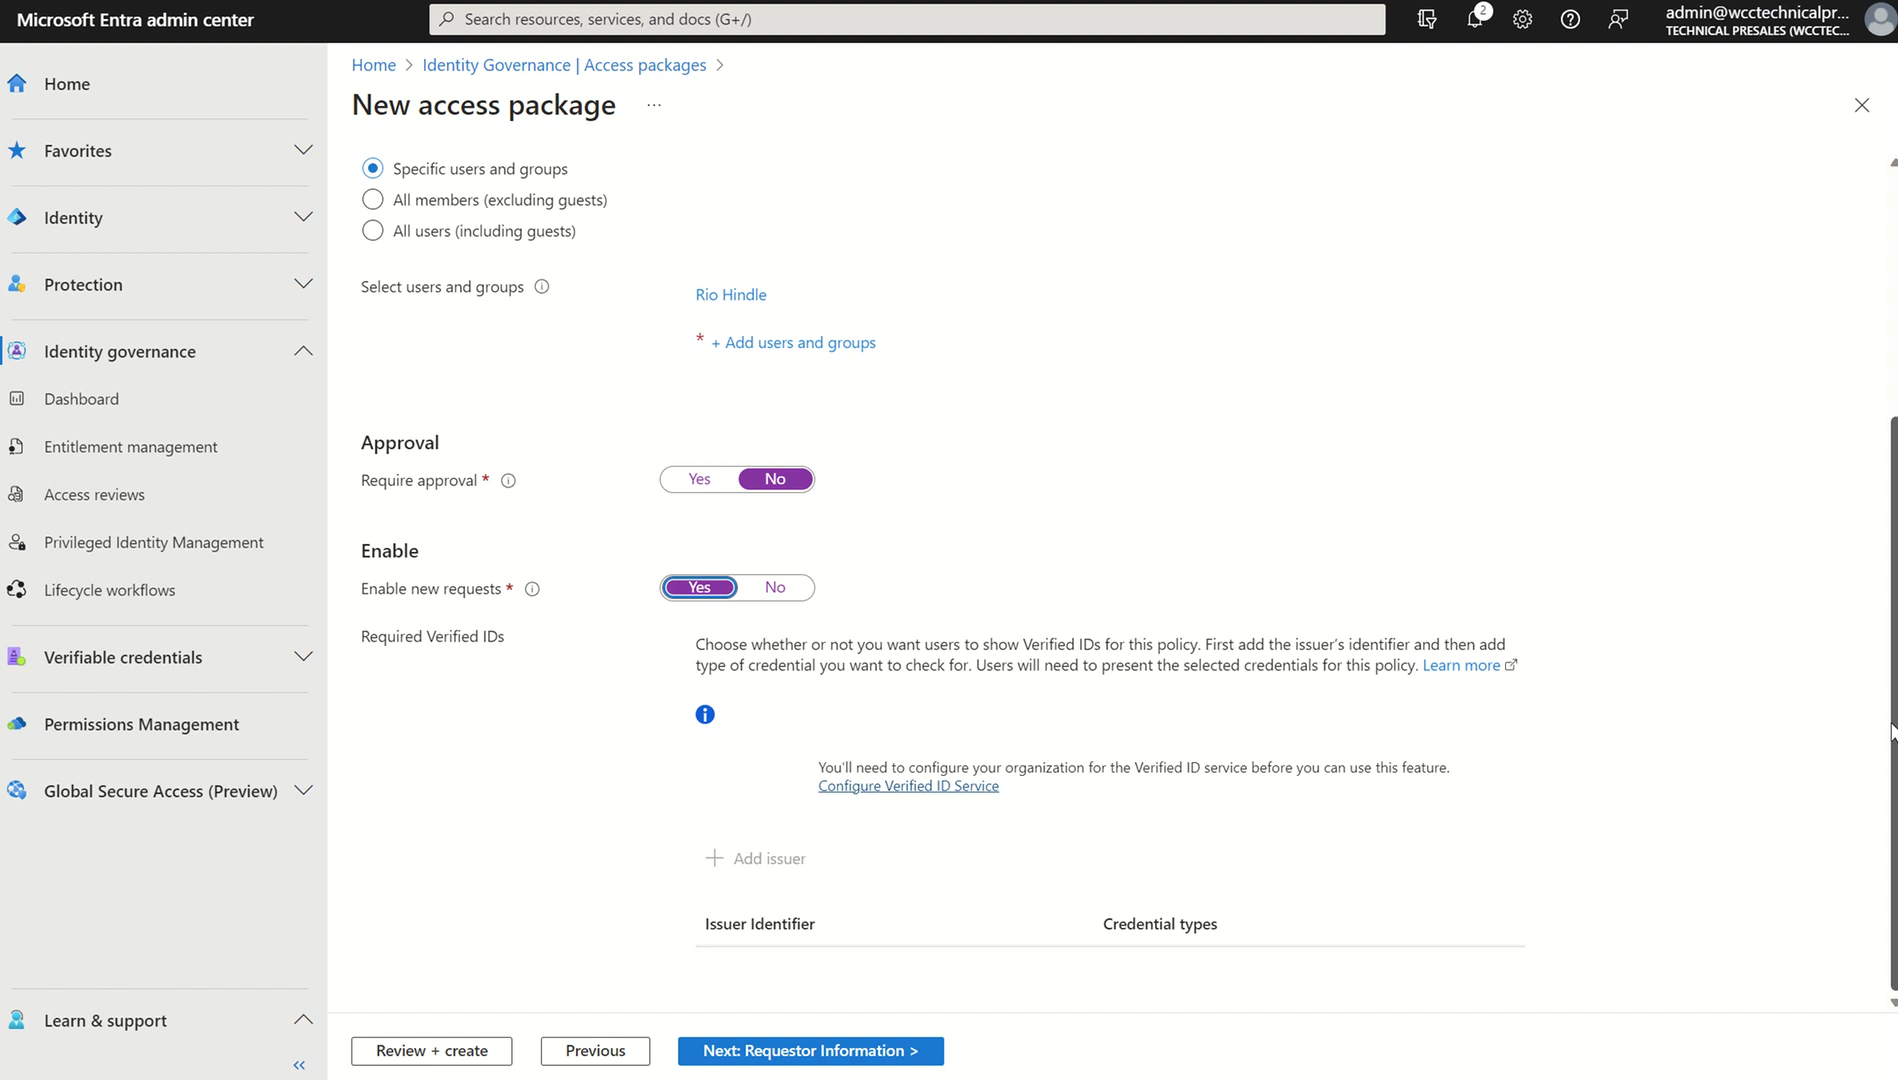 Microsoft Entra admin center
Search resources, services, and docs (G+/)
2
admin@wcctechnicalpr...
TECHNICAL PRESALES (WCCTEC...
Home
Favorites
Identity
Protection
Identity governance
Dashboard
Entitlement management
Access reviews
Privileged Identity Management
Lifecycle workflows
Verifiable credentials
Permissions Management
Global Secure Access (Preview)
Learn & support
Home > Identity Governance | Access packages >
New access package ...
Specific users and groups
All members (excluding guests)
All users (including guests)
Select users and groups
Rio Hindle
* + Add users and groups
Approval
Require approval * Yes No
Enable
Enable new requests * Yes No
Required Verified IDs
Choose whether or not you want users to show Verified IDs for this policy. First add the issuer’s identifier and then add
type of credential you want to check for. Users will need to present the selected credentials for this policy. Learn more
You'll need to configure your organization for the Verified ID service before you can use this feature.
Configure Verified ID Service
+ Add issuer
Issuer Identifier Credential types
Review + create Previous Next: Requestor Information >